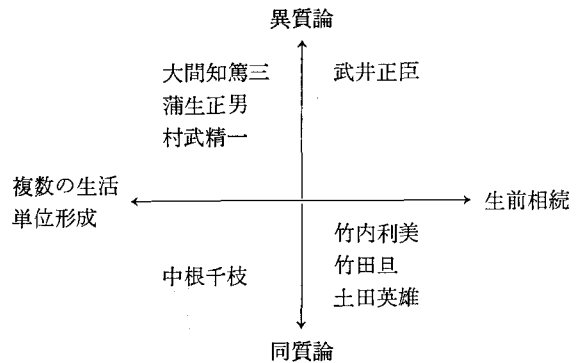 異質論
大間知篤三 武井正臣
蒲生正男
村武精一
複数の生活
単位形成
生前相続
竹内利美
中根千枝 竹田旦
土田英雄
同質論